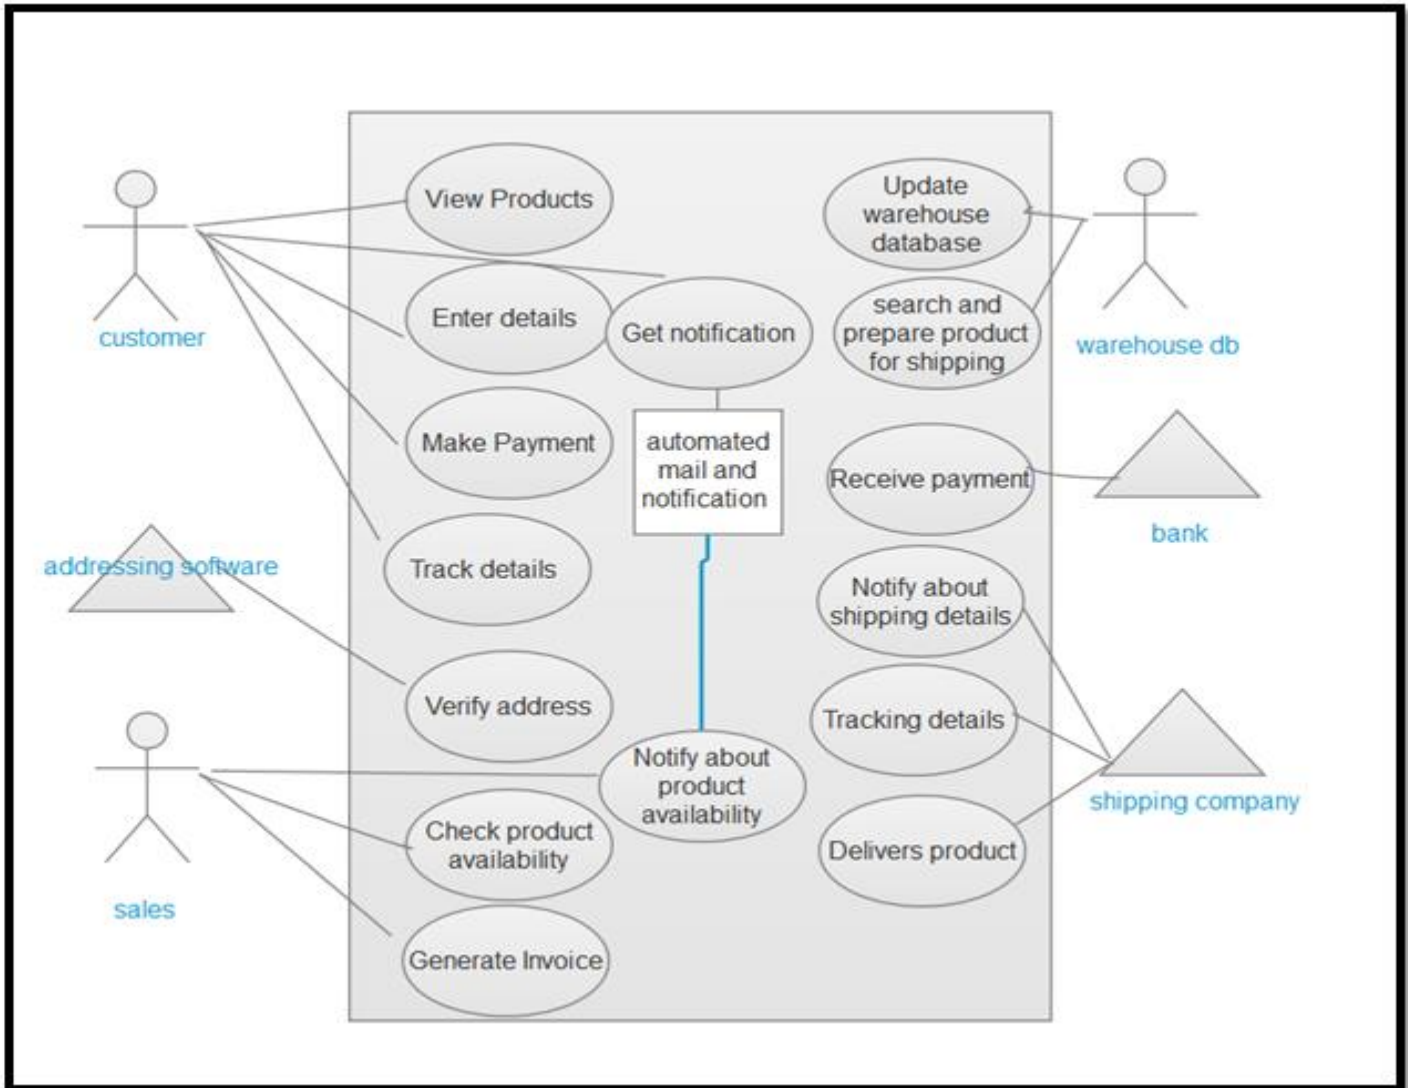 View Products
Update
warehouse
database
customer
Enter details
Get notification
search and
prepare product
for shipping
warehouse db
Make Payment
automated
mail and
notification
Receive payment
bank
addressing software
Track details
Notify about
shipping details
Verify address
Tracking details
Notify about
product
availability
shipping company
Check product
availability
Delivers product
sales
Generate Invoice